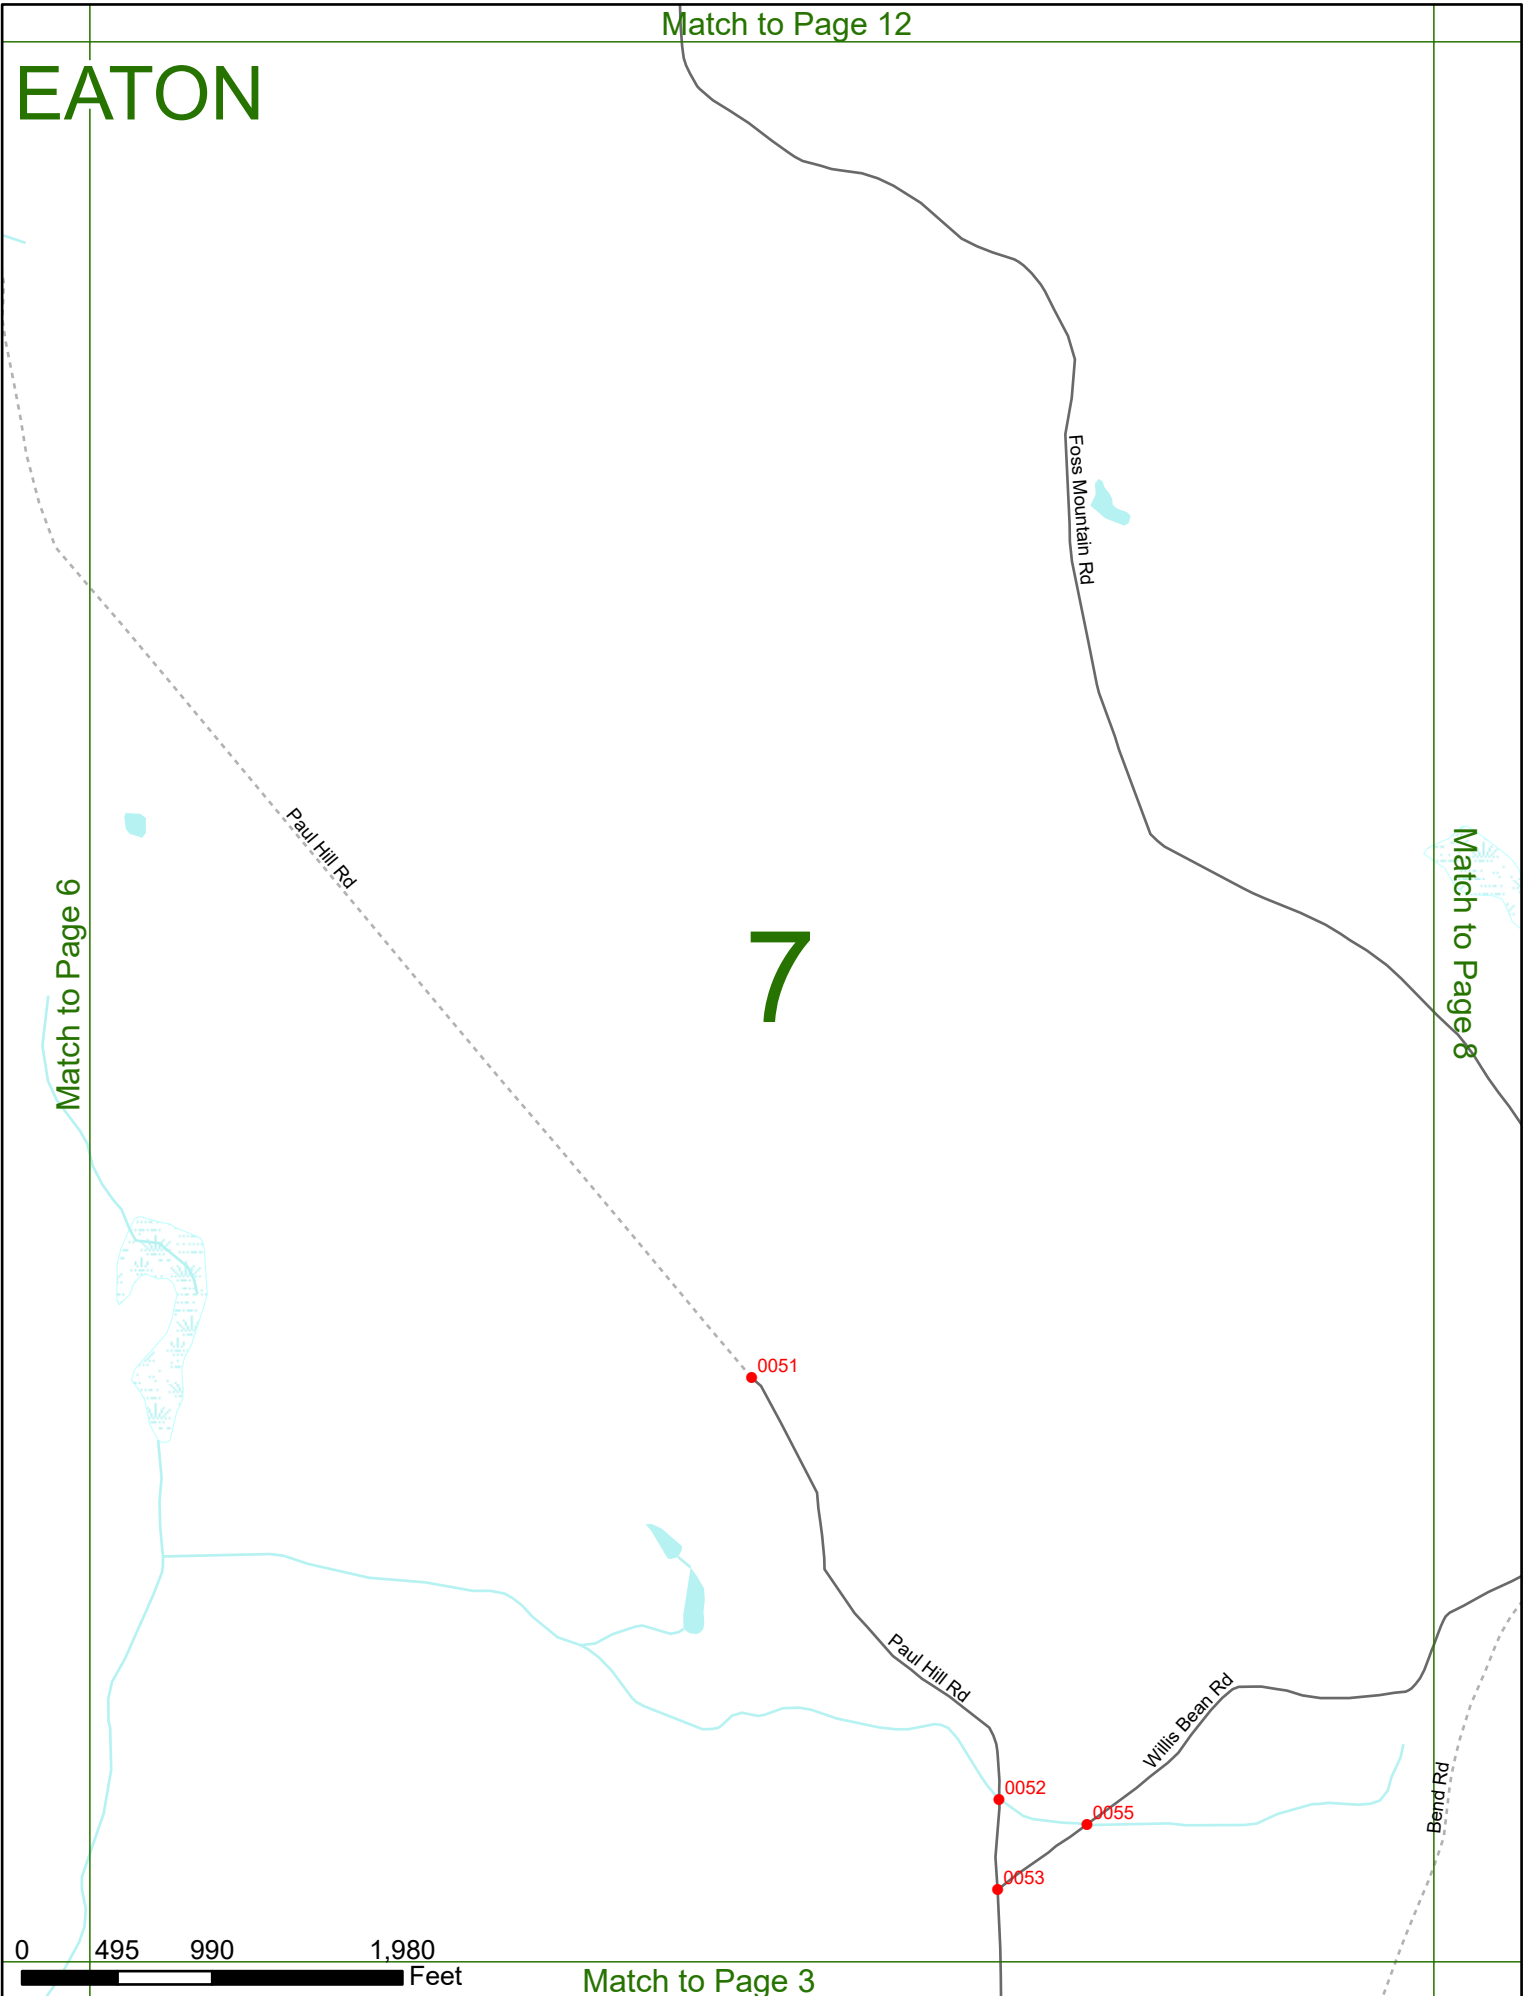 Match to Page 12
EATON
Foss Mountain Rd
Paul Hill Rd
Match to Page 6
7
Match to Page 8
0051
Paul Hill Rd
Willis Bean Rd
Bend Rd
0052
0055
0053
0 495 990 1,980
Feet
Match to Page 3